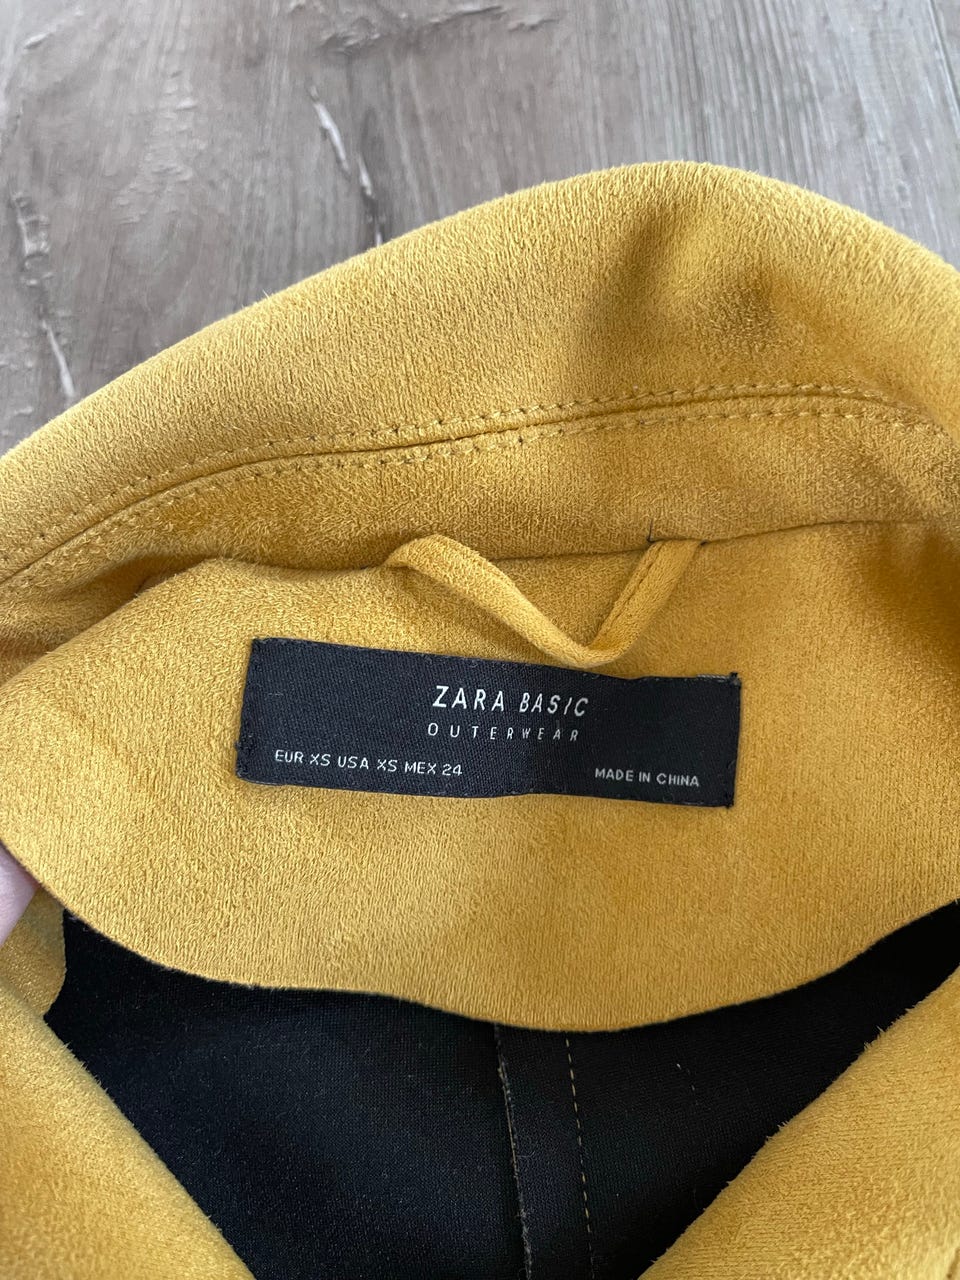 ZARA BASIC
OUTERWEAR
EUR XS USA XS MEX 24
MADE IN CHINA